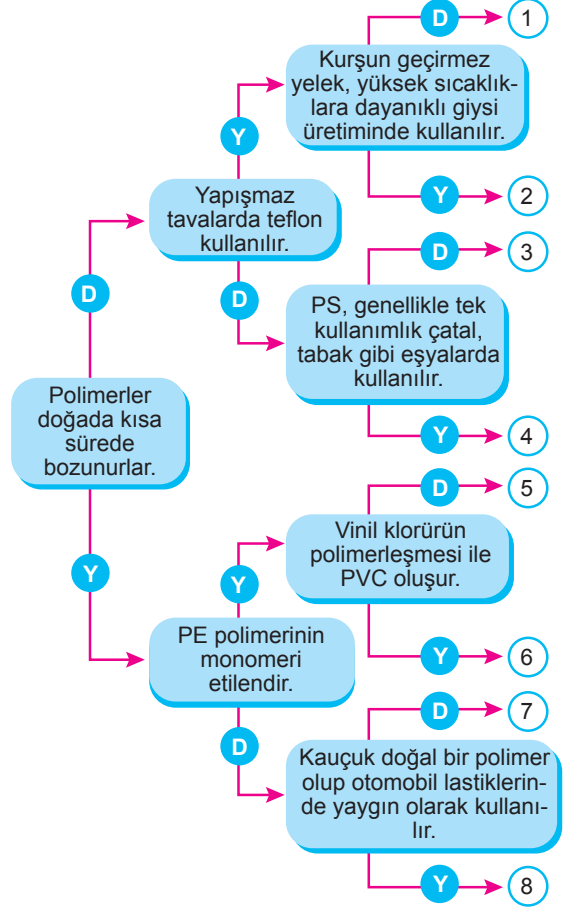 D
1
Kurşun geçirmez
yelek, yüksek sıcaklık-
lara dayanıklı giysi
üretiminde kullanılır.
Y
Y
2
Yapışmaz
tavalarda teflon
kullanılır.
D
3
D
D
PS, genellikle tek
kullanımlık çatal,
tabak gibi eşyalarda
kullanılır.
Polimerler
doğada kısa
sürede
bozunurlar.
Y
4
D
5
Vinil klorürün
polimerleşmesi ile
PVC oluşur.
Y
Y
PE polimerinin
monomeri
etilendir.
Y
6
D
7
D
Kauçuk doğal bir polimer
olup otomobil lastiklerin-
de yaygın olarak kullanı-
lır.
Y
8